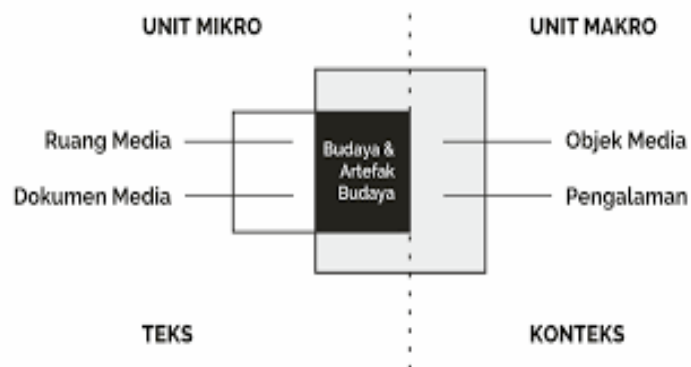 UNIT MIKRO
UNIT MAKRO
Ruang Media
Dokumen Media
Budaya &
Artefak
Budaya
Objek Media
Pengalaman
TEKS
KONTEKS